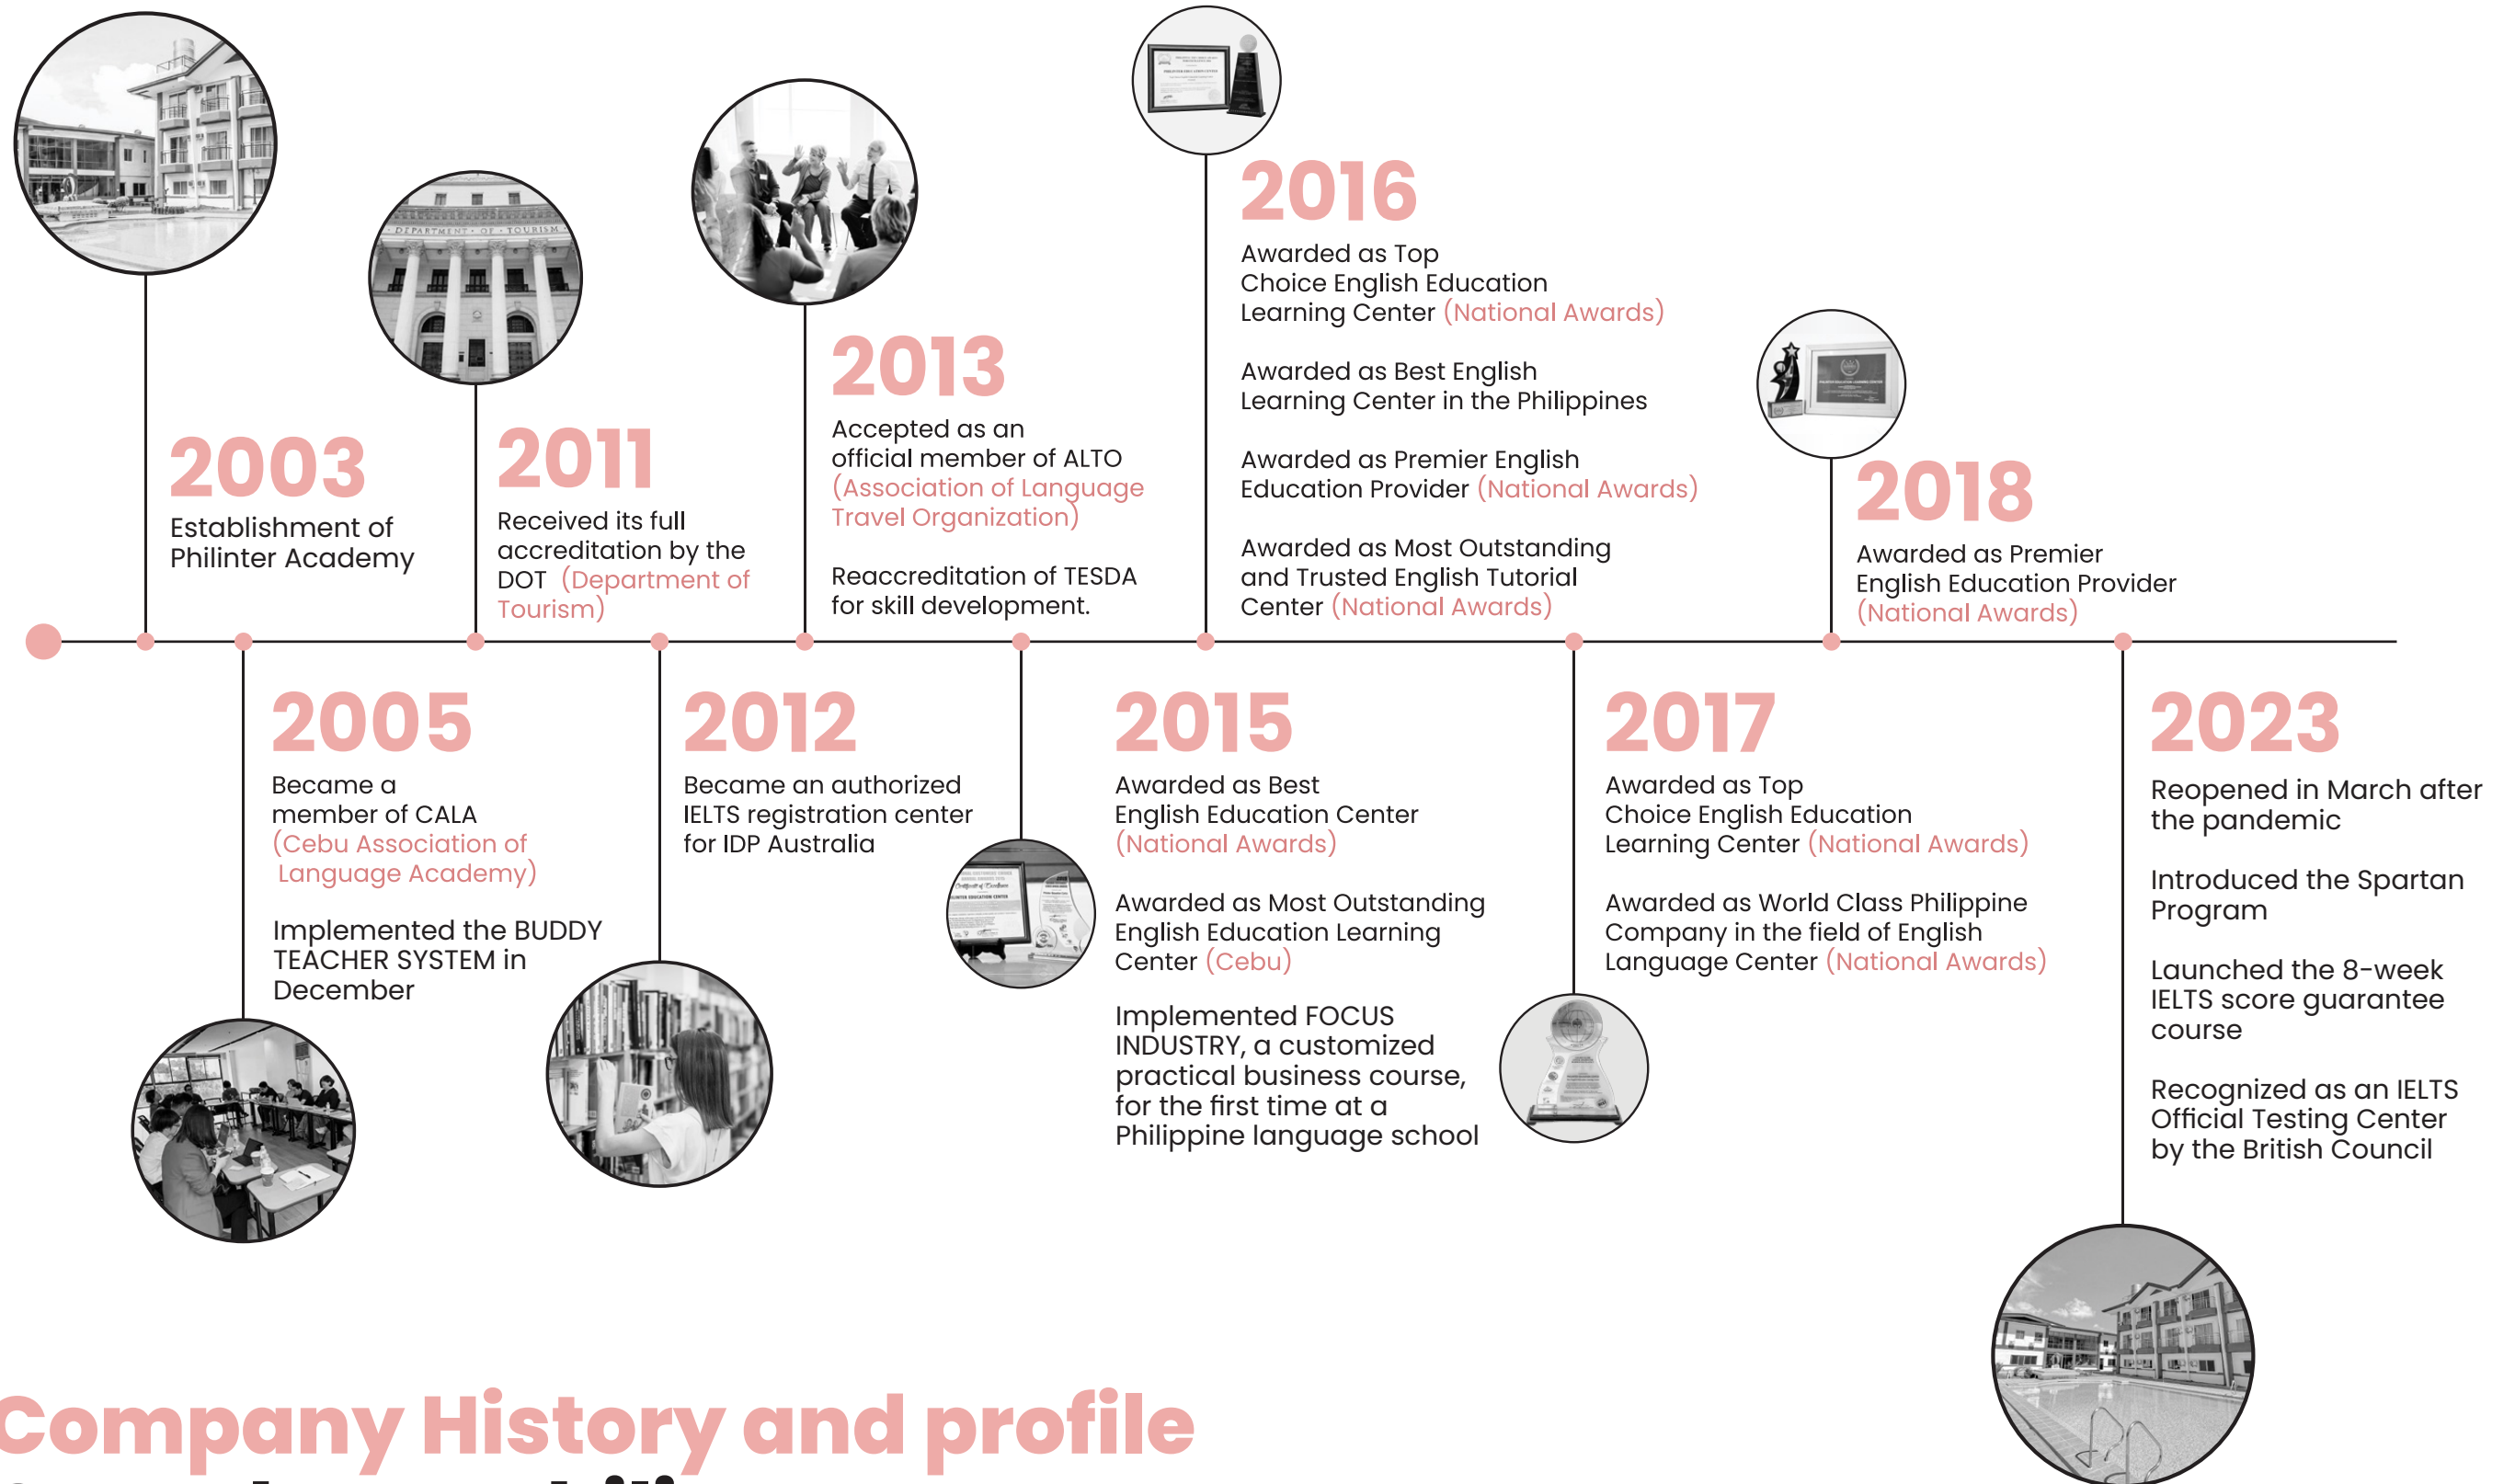 2003
Establishment of
Philinter Academy
2005
Became a
member of CALA
(Cebu Association of
Language Academy)
Implemented the BUDDY
TEACHER SYSTEM in
December
DEPARTMENT · OF · TOURISM
2011
Received its full
accreditation by the
DOT (Department of
Tourism)
2012
Became an authorized
IELTS registration center
for IDP Australia
2013
Accepted as an
official member of ALTO
(Association of Language
Travel Organization)
Reaccreditation of TESDA
for skill development.
2015
Awarded as Best
English Education Center
(National Awards)
Awarded as Most Outstanding
English Education Learning
Center (Cebu)
Implemented FOCUS
INDUSTRY, a customized
practical business course,
for the first time at a
Philippine language school
2016
Awarded as Top
Choice English Education
Learning Center (National Awards)
Awarded as Best English
Learning Center in the Philippines
Awarded as Premier English
Education Provider (National Awards)
Awarded as Most Outstanding
and Trusted English Tutorial
Center (National Awards)
2017
Awarded as Top
Choice English Education
Learning Center (National Awards)
Awarded as World Class Philippine
Company in the field of English
Language Center (National Awards)
2018
Awarded as Premier
English Education Provider
(National Awards)
2023
Reopened in March after
the pandemic
Introduced the Spartan
Program
Launched the 8-week
IELTS score guarantee
course
Recognized as an IELTS
Official Testing Center
by the British Council
Company History and profile